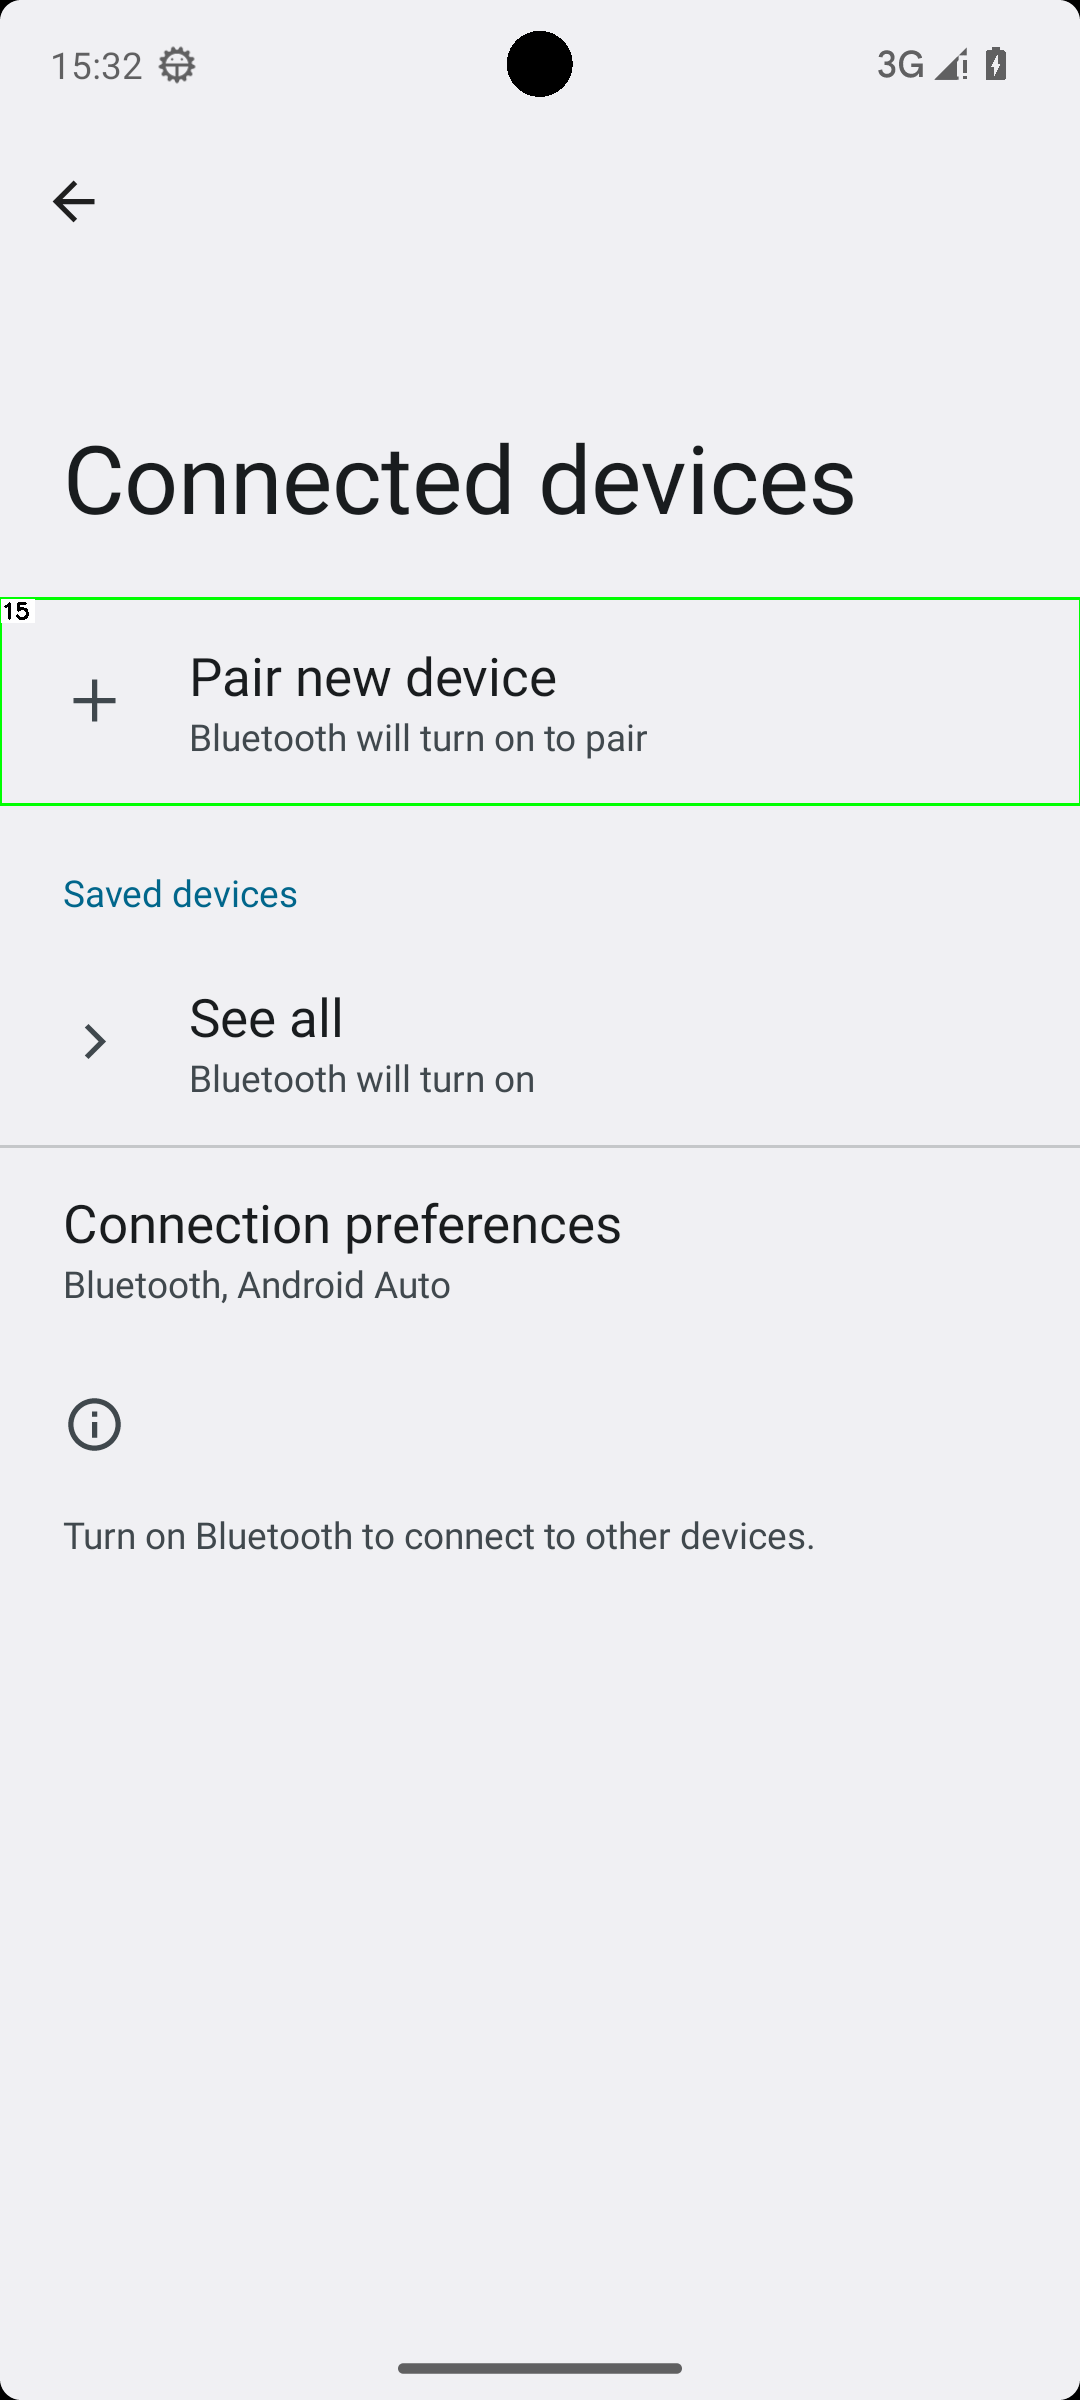 15:32
3G
Connected devices
15
Pair new device
Bluetooth will turn on to pair
Saved devices
See all
Bluetooth will turn on
Connection preferences
Bluetooth, Android Auto
Turn on Bluetooth to connect to other devices.